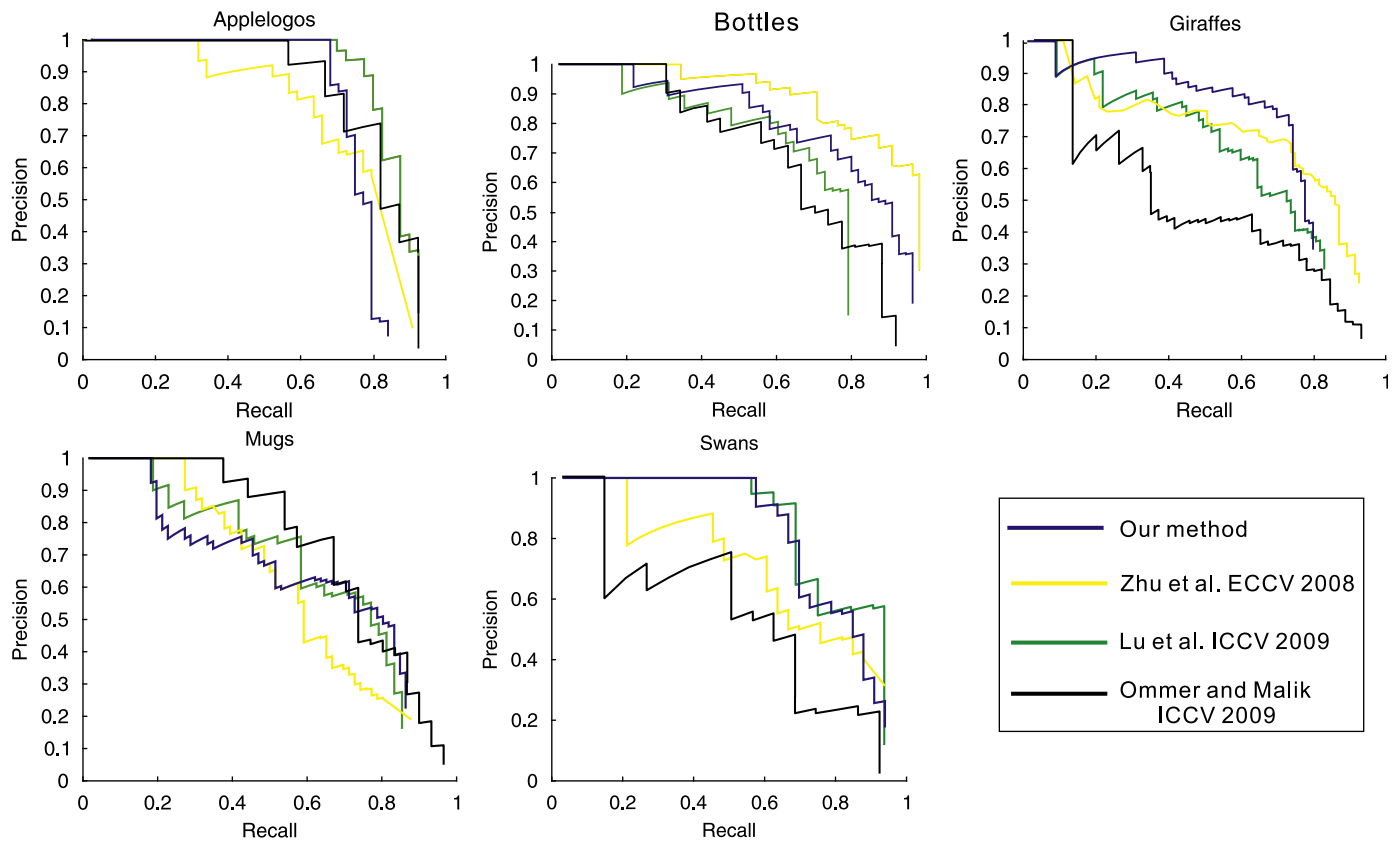 Applelogos
1
0.9
0.8
0.7
0.6
0.5
0.4
0.3
0.2
0.1
0
Precision
0 0.2 0.4 0.6 0.8 1
Recall
Bottles
1
0.9
0.8
0.7
0.6
0.5
0.4
0.3
0.2
0.1
0
Precision
0 0.2 0.4 0.6 0.8 1
Recall
Giraffes
1
0.9
0.8
0.7
0.6
0.5
0.4
0.3
0.2
0.1
0
Precision
0 0.2 0.4 0.6 0.8 1
Recall
Mugs
1
0.9
0.8
0.7
0.6
0.5
0.4
0.3
0.2
0.1
0
Precision
0 0.2 0.4 0.6 0.8 1
Recall
Swans
1
0.8
0.6
0.4
0.2
0
Precision
0 0.2 0.4 0.6 0.8 1
Recall
Our method
Zhu et al. ECCV 2008
Lu et al. ICCV 2009
Ommer and Malik
ICCV 2009